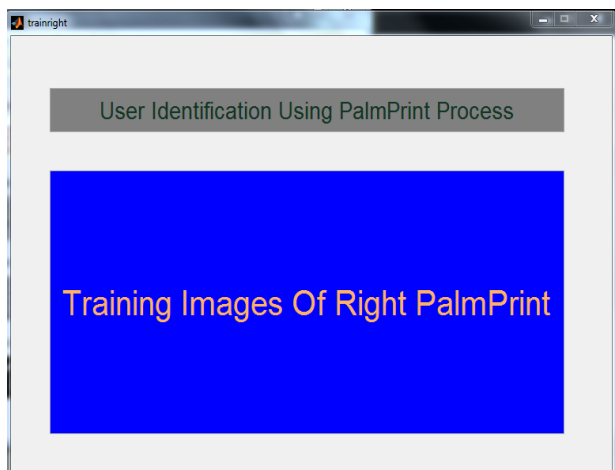 trainright
User Identification Using PalmPrint Process
Training Images Of Right PalmPrint